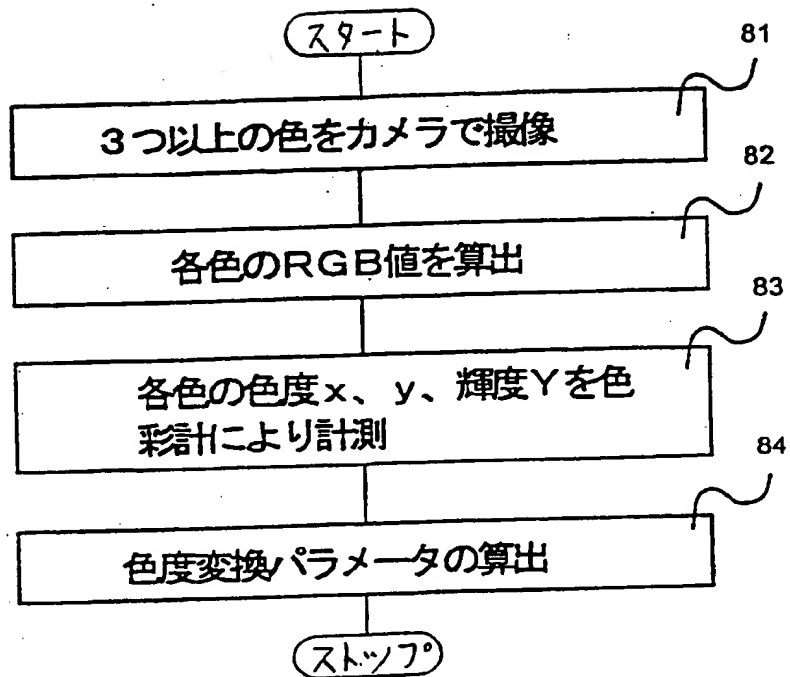 スタート
81
３つ以上の色をカメラで撮像
82
各色のＲＧＢ値を算出
83
各色の色度ｘ、ｙ、輝度Ｙを色
彩計により計測
84
色度変換パラメータの算出
ストップ